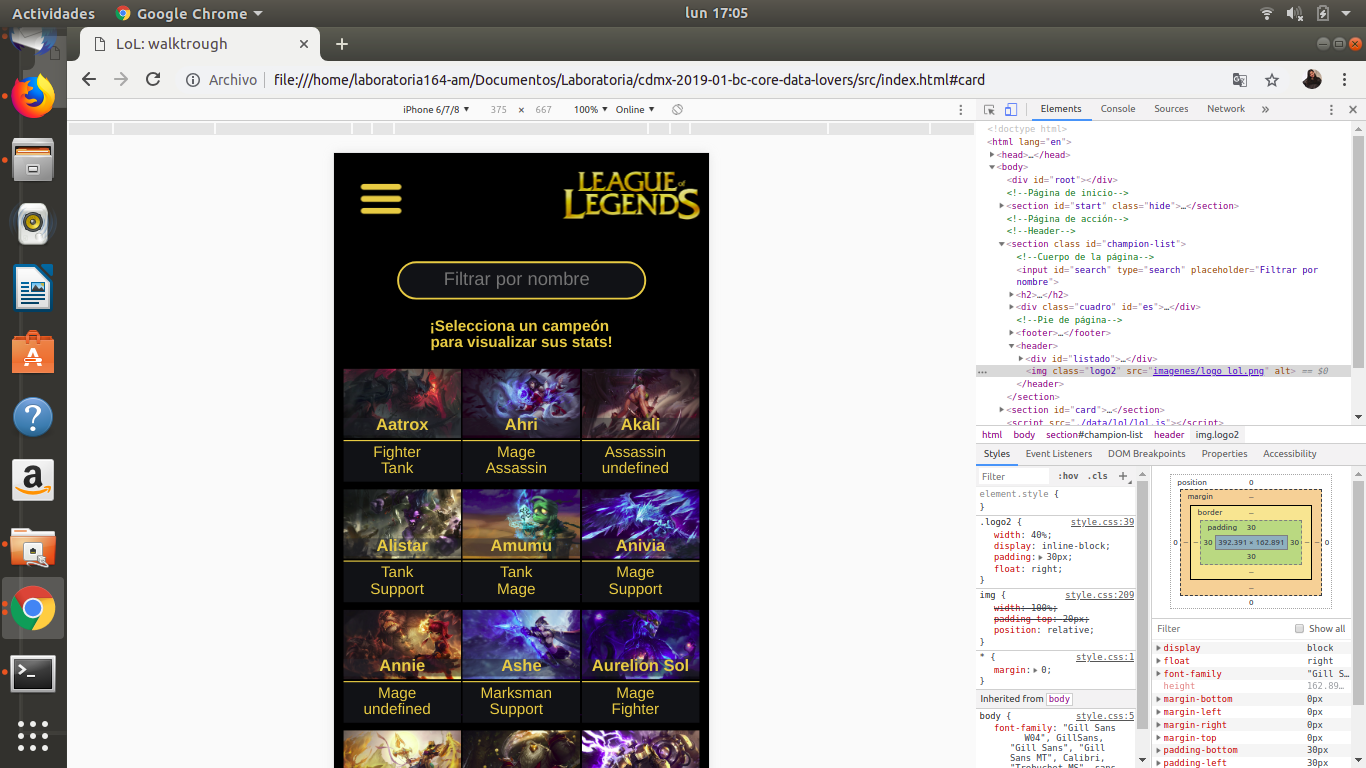 Actividades
Google Chrome
lun 17:05
LoL: walktrough
Archivo
file:///home/laboratoria164-am/Documentos/Laboratoria/cdmx-2019-01-bc-core-data-lovers/src/index.html#card
iPhone 6/7/8
375 × 667
100%
Online
LEAGUE of
LEGENDS
Filtrar por nombre
¡Selecciona un campeón
para visualizar sus stats!
Aatrox
Fighter
Tank
Ahri
Mage
Assassin
Akali
Assassin
undefined
Alistar
Tank
Support
Amumu
Tank
Mage
Anivia
Mage
Support
Annie
Mage
undefined
Ashe
Marksman
Support
Aurelion Sol
Mage
Fighter
Elements
Console
Sources
Network
»
<!doctype html>
<html lang="en">
<head>…</head>
<body>
<div id="root"></div>
<!--Página de inicio-->
<section id="start" class="hide">…</section>
<!--Página de acción-->
<!--Header-->
<section class id="champion-list">
<!--Cuerpo de la página-->
<input id="search" type="search" placeholder="Filtrar por
nombre">
<h2>…</h2>
<div class="cuadro" id="es">…</div>
<!--Pie de página-->
<footer>…</footer>
<header>
<div id="listado">…</div>
<img class="logo2" src="imagenes/logo lol.png" alt> == $0
</header>
</section>
<section id="card">…</section>
<script src="./data/lol/lol.js"></script>
html body section#champion-list header img.logo2
Styles
Event Listeners
DOM Breakpoints
Properties
Accessibility
Filter
:hov .cls +
element.style {
}
.logo2 { style.css:39
width: 40%;
display: inline-block;
padding: 30px;
float: right;
}
img { style.css:209
width: 100%;
padding-top: 20px;
position: relative;
}
* { style.css:1
margin: 0;
}
Inherited from body
body { style.css:5
font-family: "Gill Sans
W04", GillSans,
"Gill Sans", "Gill
Sans MT", Calibri,
"Trebuchet MS", sans
position 0
margin –
border –
padding 30
0 – – 30 392.391 × 162.891 30 – – 0
30
–
–
0
Filter
Show all
display block
float right
font-family "Gill S…
height 162.89…
margin-bottom 0px
margin-left 0px
margin-right 0px
margin-top 0px
padding-bottom 30px
padding-left 30px